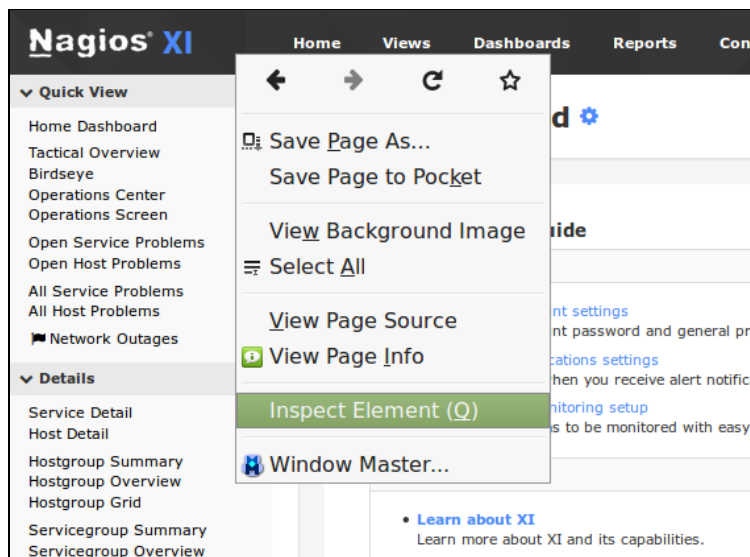 Nagios® XI
Home Views Dashboards Reports Con
Quick View
Home Dashboard
Tactical Overview
Birdseye
Operations Center
Operations Screen
Open Service Problems
Open Host Problems
All Service Problems
All Host Problems
Network Outages
Details
Service Detail
Host Detail
Hostgroup Summary
Hostgroup Overview
Hostgroup Grid
Servicegroup Summary
Servicegroup Overview
Save Page As...
Save Page to Pocket
View Background Image
Select All
View Page Source
View Page Info
Inspect Element (Q)
Window Master...
d
uide
nt settings
nt password and general pr
cations settings
hen you receive alert notific
nitoring setup
s to be monitored with easy
• Learn about XI
Learn more about XI and its capabilities.